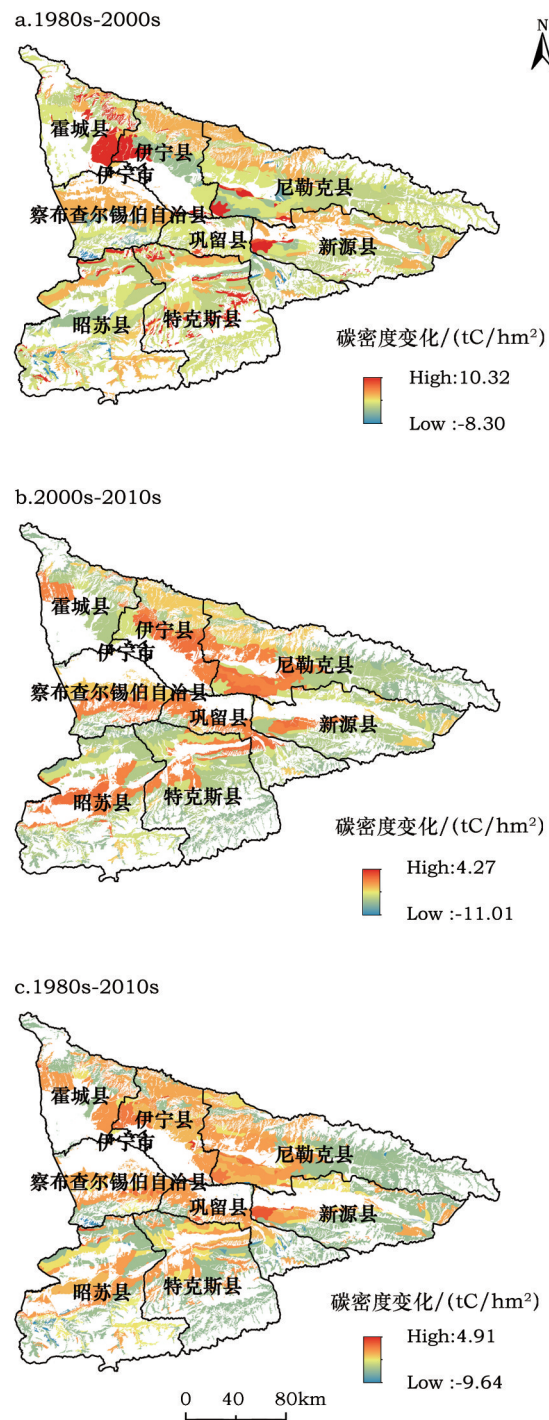 a.1980s-2000s
N
霍城县
伊宁县
伊宁市
尼勒克县
察布查尔锡伯自治县
巩留县
新源县
昭苏县
特克斯县
碳密度变化/(tC/hm²)
High:10.32
Low :-8.30
b.2000s-2010s
霍城县
伊宁县
伊宁市
尼勒克县
察布查尔锡伯自治县
巩留县
新源县
昭苏县
特克斯县
碳密度变化/(tC/hm²)
High:4.27
Low :-11.01
c.1980s-2010s
霍城县
伊宁县
伊宁市
尼勒克县
察布查尔锡伯自治县
巩留县
新源县
昭苏县
特克斯县
碳密度变化/(tC/hm²)
High:4.91
Low :-9.64
0 40 80km